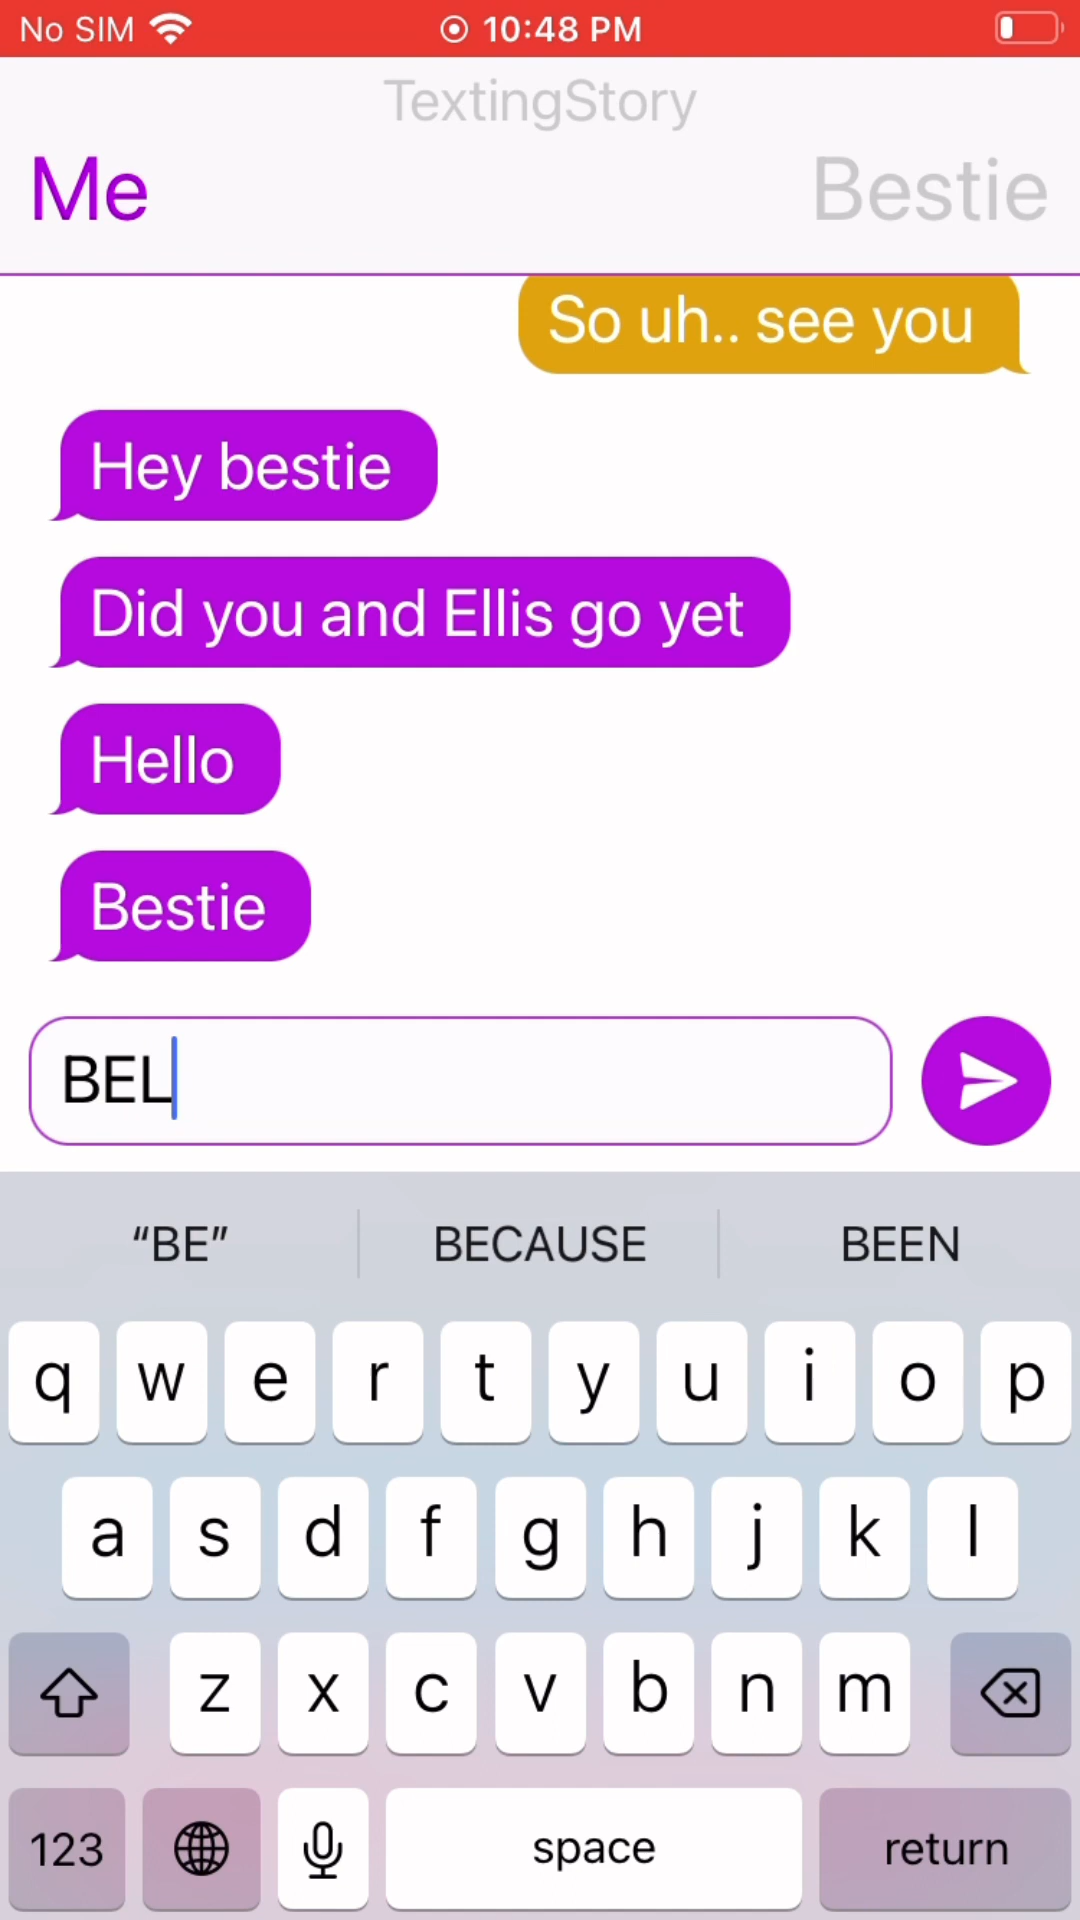 No SIM 10:48 PM
TextingStory
Me Bestie
So uh.. see you
Hey bestie
Did you and Ellis go yet
Hello
Bestie
BEL
“BE” BECAUSE BEEN
q w e r t y u i o p
a s d f g h j k l
z x c v b n m
123 space return